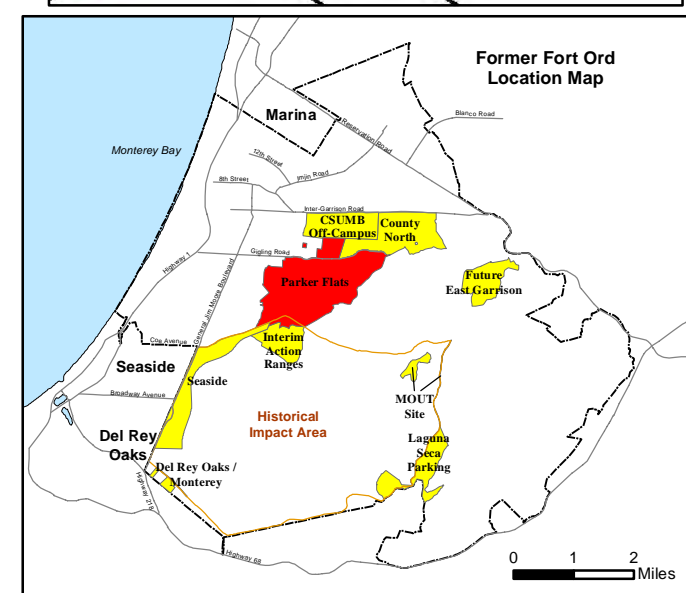 Former Fort Ord
Location Map
Marina
Blanco Road
Reservation Road
Monterey Bay
12th Street
Imjin Road
8th Street
Inter-Garrison Road
CSUMB
Off-Campus
County
North
Gigling Road
Highway 1
Parker Flats
Future
East Garrison
General Jim Moore Boulevard
Coe Avenue
Interim
Action
Ranges
Seaside
Seaside
Broadway Avenue
MOUT
Site
Historical
Impact Area
Del Rey
Oaks
Laguna
Seca
Parking
Del Rey Oaks /
Monterey
Highway 218
Highway 68
0 1 2
Miles